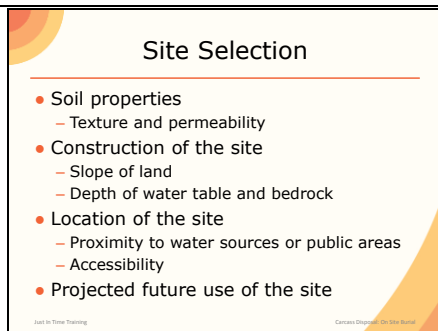 Site Selection
● Soil properties
– Texture and permeability
● Construction of the site
– Slope of land
– Depth of water table and bedrock
● Location of the site
– Proximity to water sources or public areas
– Accessibility
● Projected future use of the site
Just In Time Training
Carcass Disposal: On Site Burial